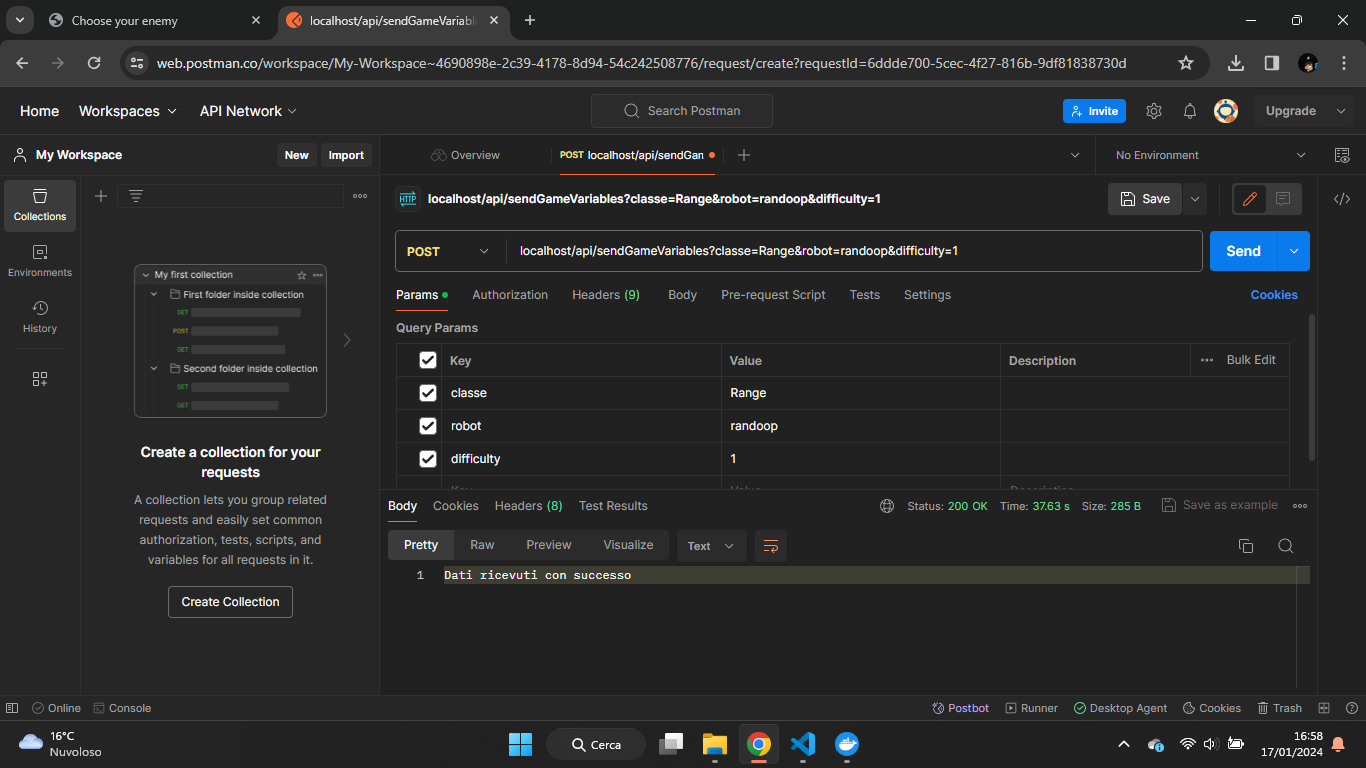 Choose your enemy
localhost/api/sendGameVariabl
web.postman.co/workspace/My-Workspace~4690898e-2c39-4178-8d94-54c242508776/request/create?requestId=6ddde700-5cec-4f27-816b-9df81838730d
Home Workspaces API Network Search Postman Invite Upgrade
My Workspace New Import Overview POST localhost/api/sendGam No Environment
Collections
Environments
History
HTTP localhost/api/sendGameVariables?classe=Range&robot=randoop&difficulty=1 Save
POST localhost/api/sendGameVariables?classe=Range&robot=randoop&difficulty=1 Send
Params Authorization Headers (9) Body Pre-request Script Tests Settings Cookies
Query Params
Key Value Description Bulk Edit
classe Range
robot randoop
difficulty 1
Key Value Description
My first collection
First folder inside collection
GET
POST
GET
Second folder inside collection
GET
GET
Create a collection for your
requests
A collection lets you group related
requests and easily set common
authorization, tests, scripts, and
variables for all requests in it.
Create Collection
Body Cookies Headers (8) Test Results Status: 200 OK Time: 37.63 s Size: 285 B Save as example
Pretty Raw Preview Visualize Text
1 Dati ricevuti con successo
Online Console Postbot Runner Desktop Agent Cookies Trash
16°C
Nuvoloso
Cerca
16:58
17/01/2024